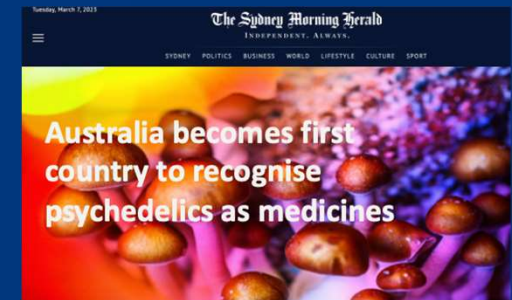 Tuesday, March 7, 2023
The Sydney Morning Herald
INDEPENDENT. ALWAYS.
SYDNEY POLITICS BUSINESS WORLD LIFESTYLE CULTURE SPORT
Australia becomes first
country to recognise
psychedelics as medicines